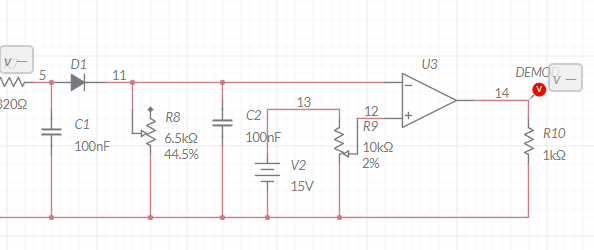 D1
U3
V
5
11
DEMO
V
V
13
14
320Ω
C1
100nF
R8
6.5kΩ
44.5%
C2
100nF
12
R9
10kΩ
2%
V2
15V
R10
1kΩ